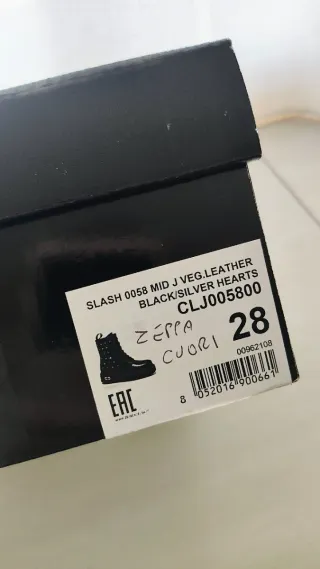 SLASH 0058 MID J VEG.LEATHER
BLACK/SILVER HEARTS
CLJ005800
ZEPPA
CUORI
28
00962108
EAC
8 052016 900661